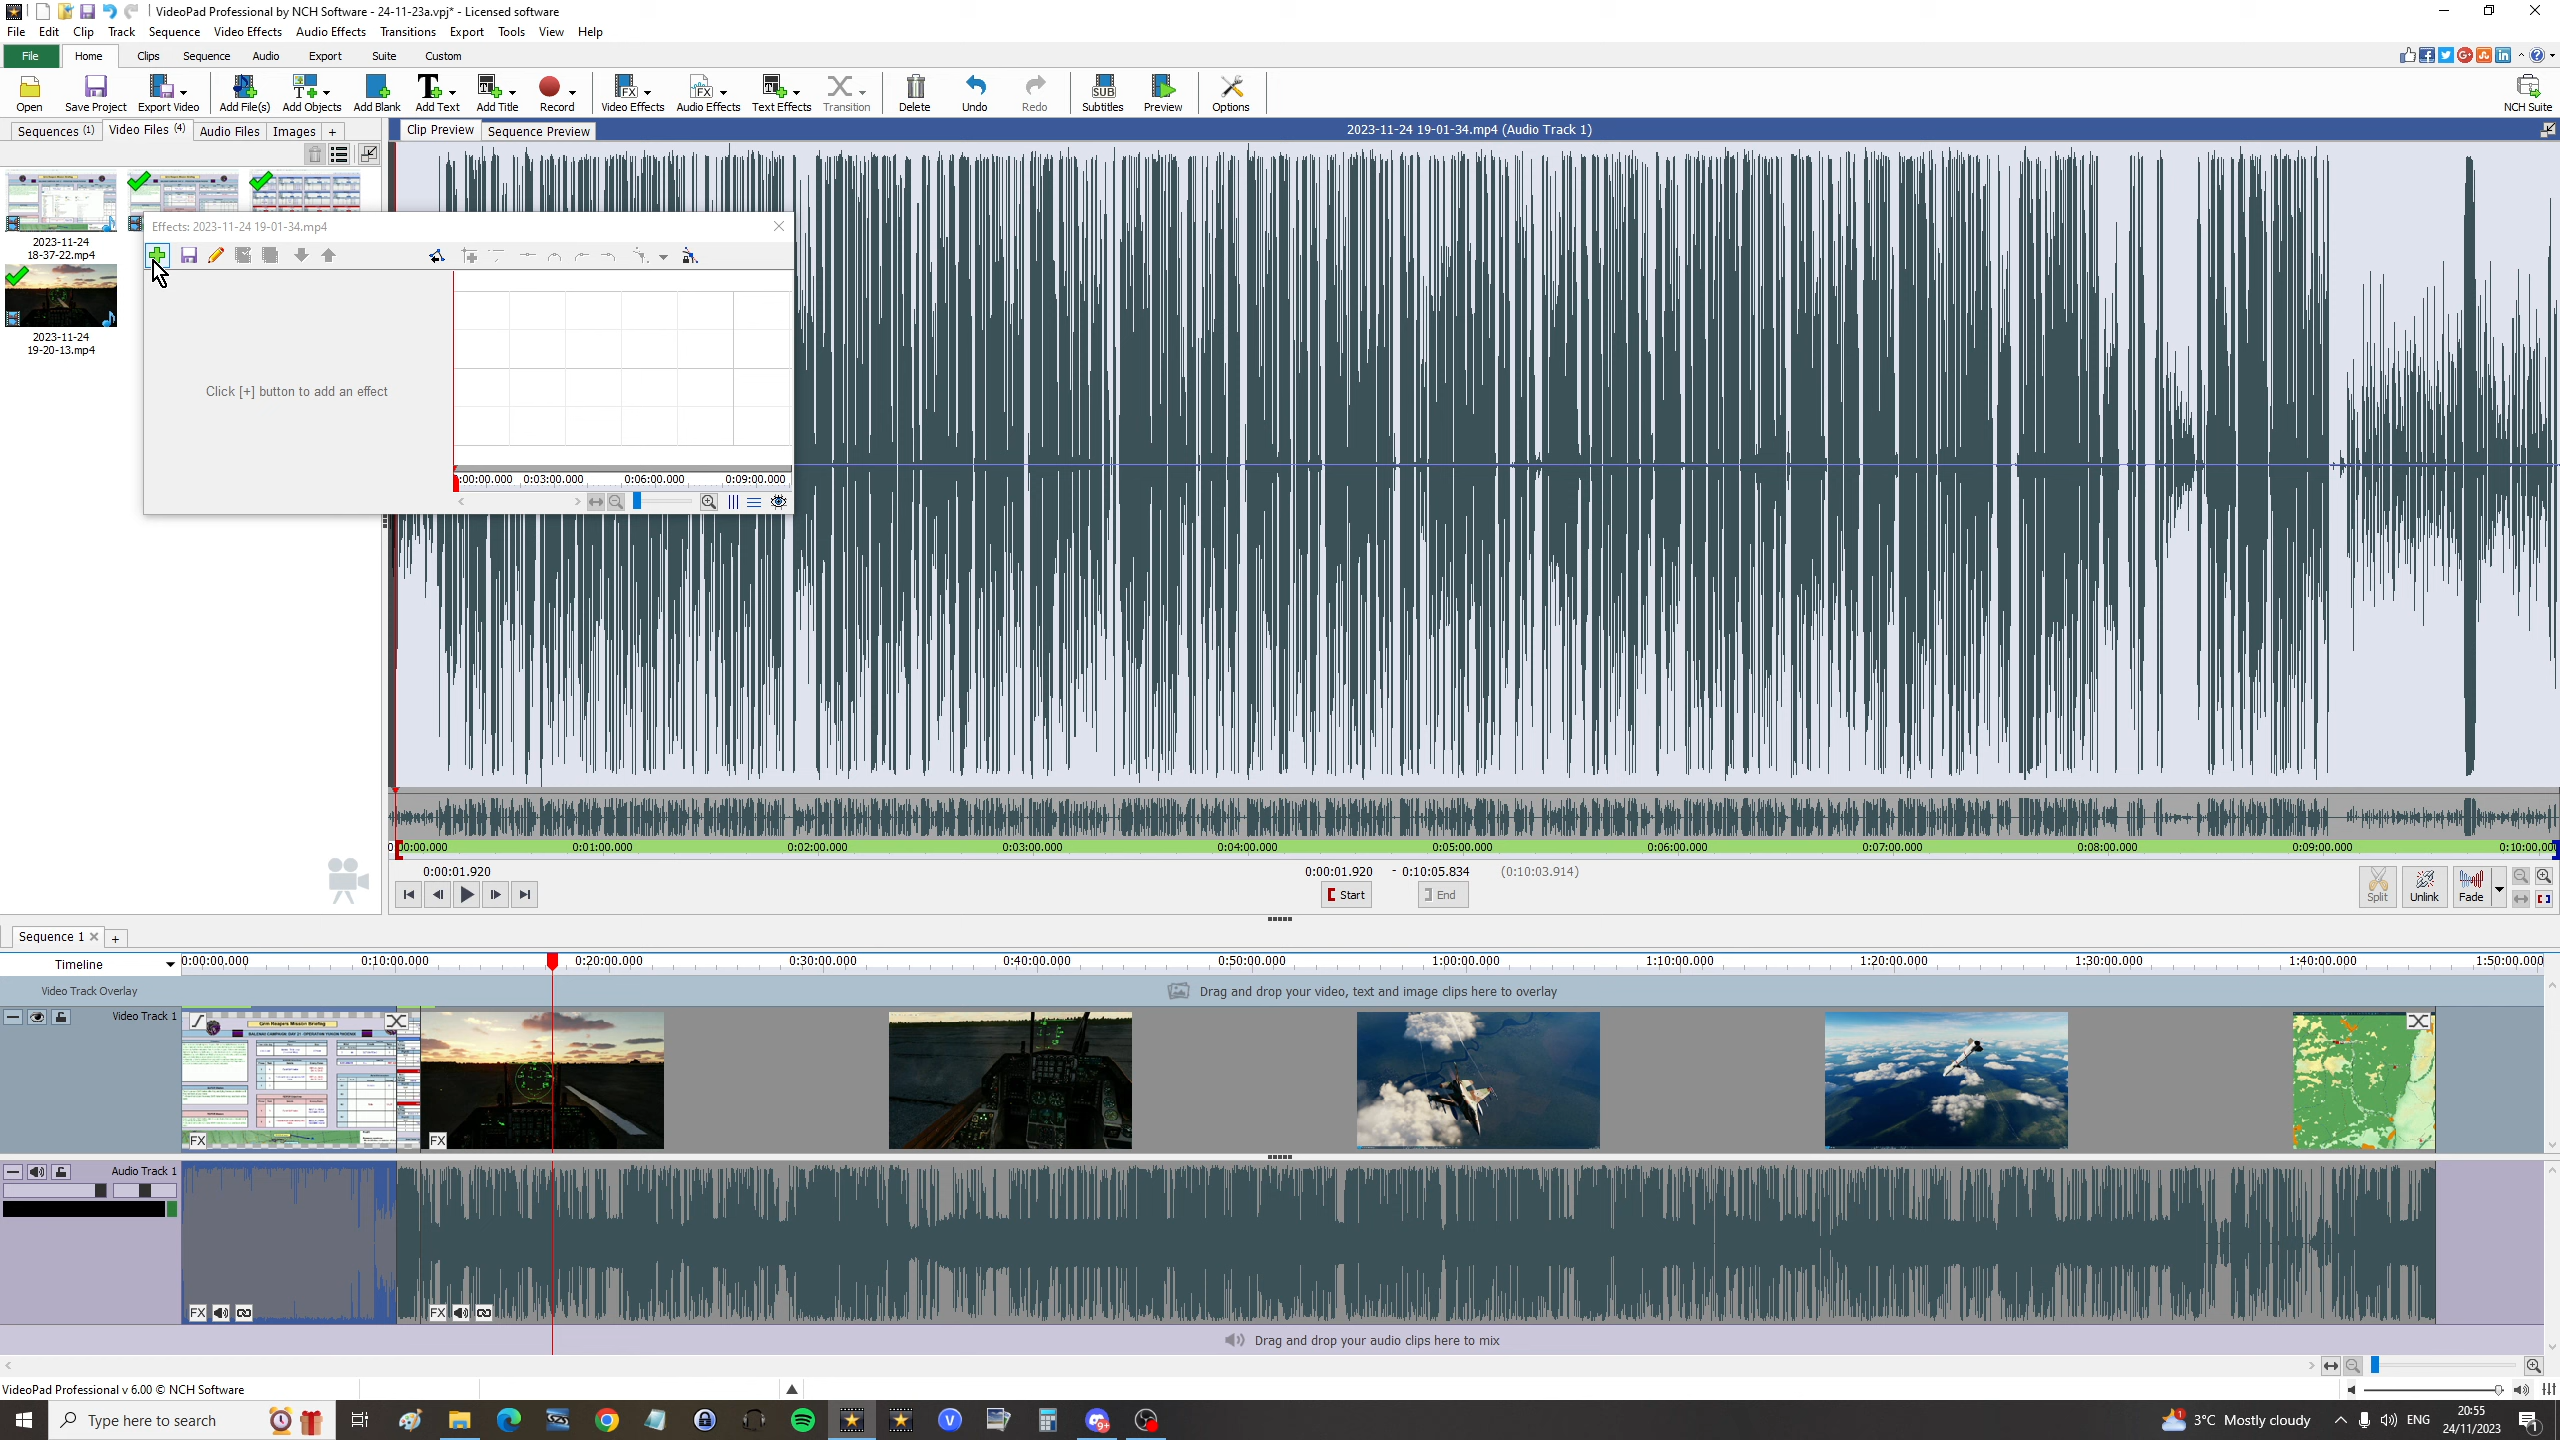 VideoPad Professional by NCH Software - 24-11-23a.vpj* - Licensed software
File Edit Clip Track Sequence Video Effects Audio Effects Transitions Export Tools View Help
File Home Clips Sequence Audio Export Suite Custom
Open Save Project Export Video Add File(s) Add Objects Add Blank Add Text Add Title Record Video Effects Audio Effects Text Effects Transition Delete Undo Redo Subtitles Preview Options NCH Suite
Sequences (1) Video Files (4) Audio Files Images +
Clip Preview Sequence Preview 2023-11-24 19-01-34.mp4 (Audio Track 1)
2023-11-24
18-37-22.mp4
2023-11-24
19-20-13.mp4
Effects: 2023-11-24 19-01-34.mp4
Click [+] button to add an effect
:00:00.000 0:03:00.000 0:06:00.000 0:09:00.000
0:01:00.000 0:02:00.000 0:03:00.000 0:04:00.000 0:05:00.000 0:06:00.000 0:07:00.000 0:08:00.000 0:09:00.000
0:00:01.920
0:00:01.920 - 0:10:05.834 (0:10:03.914)
Start End
Split Unlink Fade
Sequence 1 +
Timeline
0:00:00.000 0:10:00.000 0:20:00.000 0:30:00.000 0:40:00.000 0:50:00.000 1:00:00.000 1:10:00.000 1:20:00.000 1:30:00.000 1:40:00.000 1:50:00.000
Video Track Overlay
Drag and drop your video, text and image clips here to overlay
Video Track 1
Grim Reapers Mission Briefing
FX FX
Audio Track 1
FX FX
Drag and drop your audio clips here to mix
VideoPad Professional v 6.00 © NCH Software
Type here to search
3°C Mostly cloudy
ENG
20:55
24/11/2023